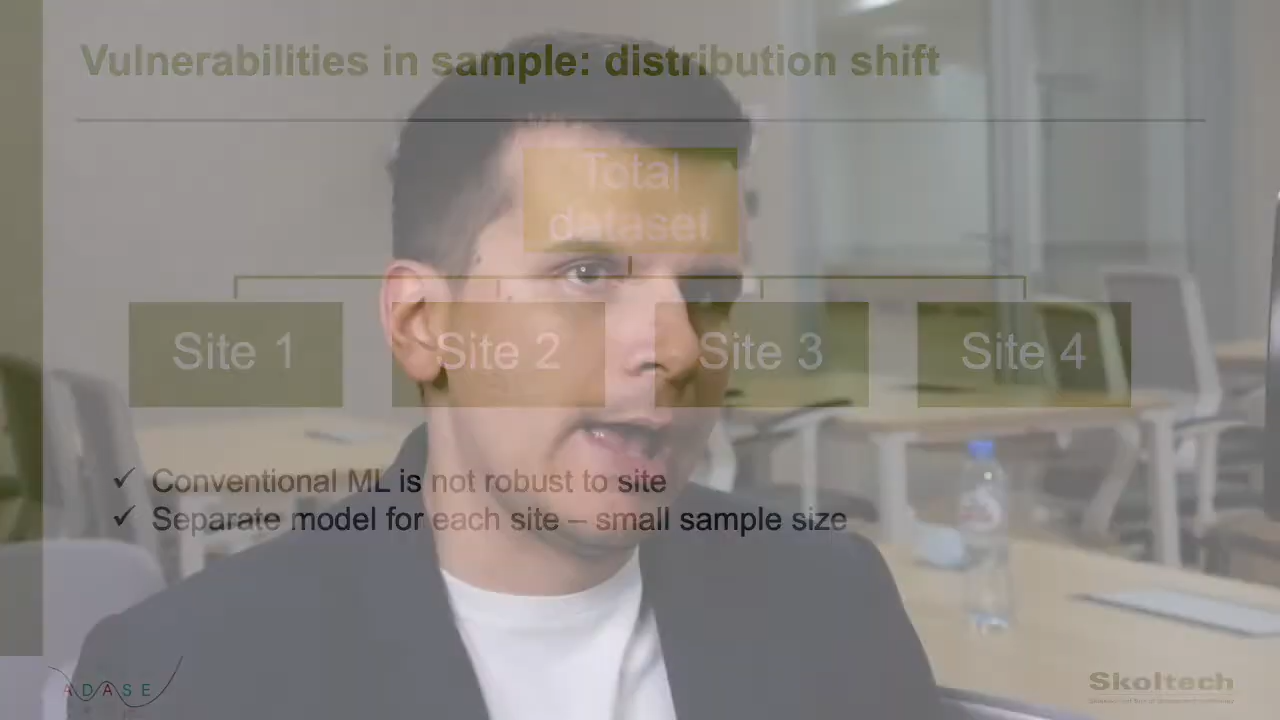 Vulnerabilities in sample: distribution shift
Total
dataset
Site 1
Site 2
Site 3
Site 4
✓ Conventional ML is not robust to site
✓ Separate model for each site – small sample size
ADASE
Skoltech